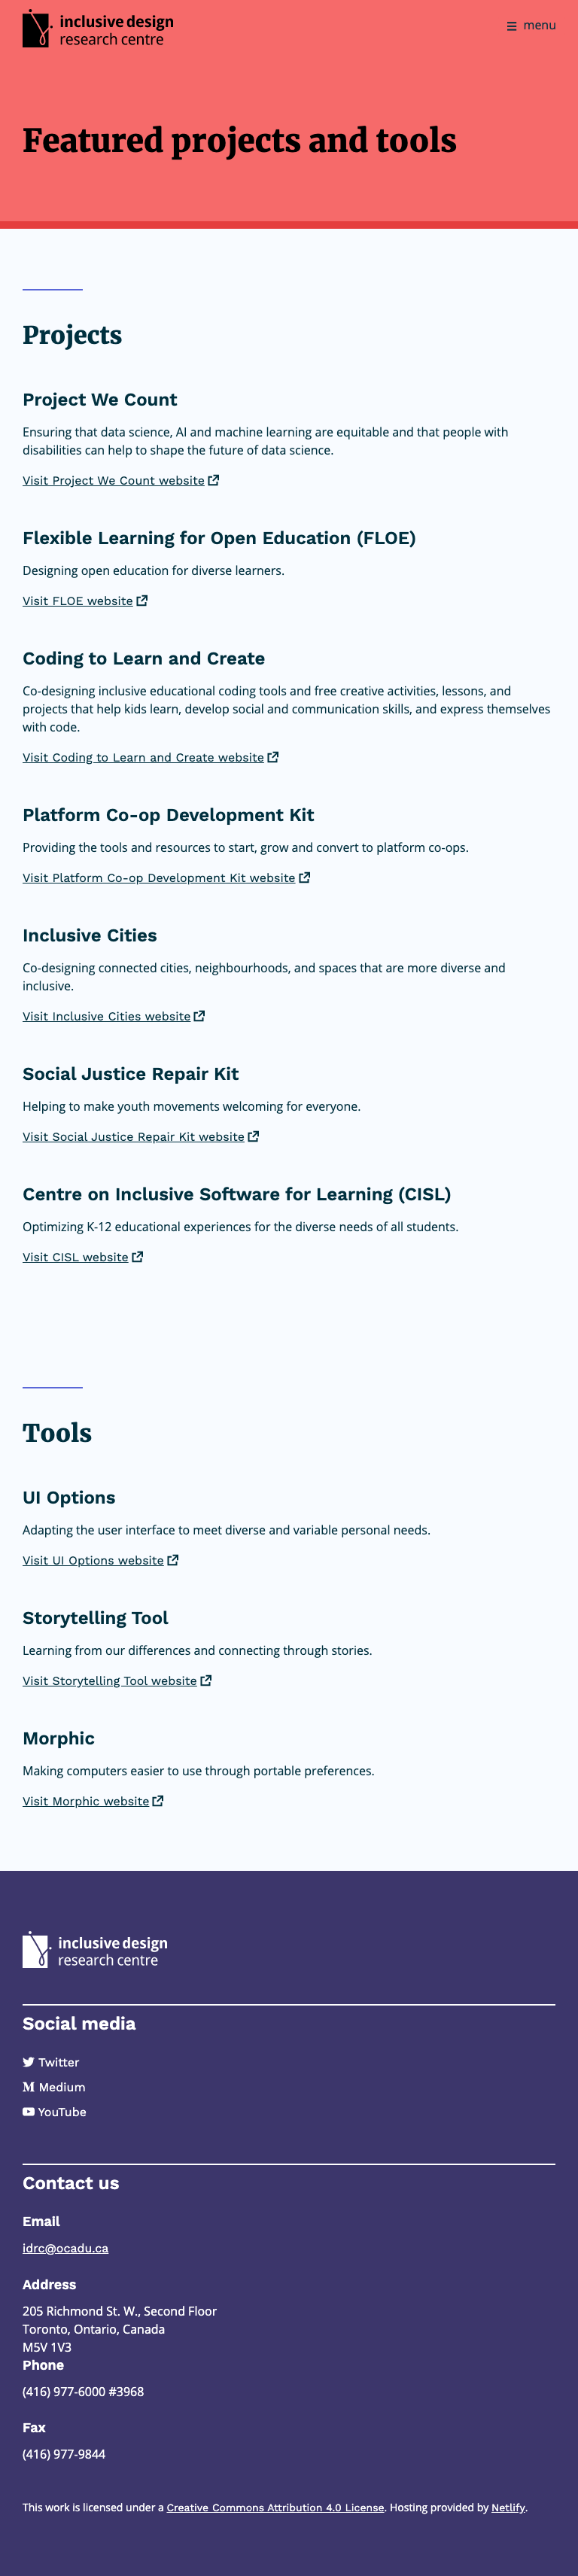 inclusive design
research centre
menu
Featured projects and tools
Projects
Project We Count
Ensuring that data science, AI and machine learning are equitable and that people with
disabilities can help to shape the future of data science.
Visit Project We Count website
Flexible Learning for Open Education (FLOE)
Designing open education for diverse learners.
Visit FLOE website
Coding to Learn and Create
Co-designing inclusive educational coding tools and free creative activities, lessons, and
projects that help kids learn, develop social and communication skills, and express themselves
with code.
Visit Coding to Learn and Create website
Platform Co-op Development Kit
Providing the tools and resources to start, grow and convert to platform co-ops.
Visit Platform Co-op Development Kit website
Inclusive Cities
Co-designing connected cities, neighbourhoods, and spaces that are more diverse and
inclusive.
Visit Inclusive Cities website
Social Justice Repair Kit
Helping to make youth movements welcoming for everyone.
Visit Social Justice Repair Kit website
Centre on Inclusive Software for Learning (CISL)
Optimizing K-12 educational experiences for the diverse needs of all students.
Visit CISL website
Tools
UI Options
Adapting the user interface to meet diverse and variable personal needs.
Visit UI Options website
Storytelling Tool
Learning from our differences and connecting through stories.
Visit Storytelling Tool website
Morphic
Making computers easier to use through portable preferences.
Visit Morphic website
inclusive design
research centre
Social media
Twitter
Medium
YouTube
Contact us
Email
idrc@ocadu.ca
Address
205 Richmond St. W., Second Floor
Toronto, Ontario, Canada
M5V 1V3
Phone
(416) 977-6000 #3968
Fax
(416) 977-9844
This work is licensed under a Creative Commons Attribution 4.0 License. Hosting provided by Netlify.